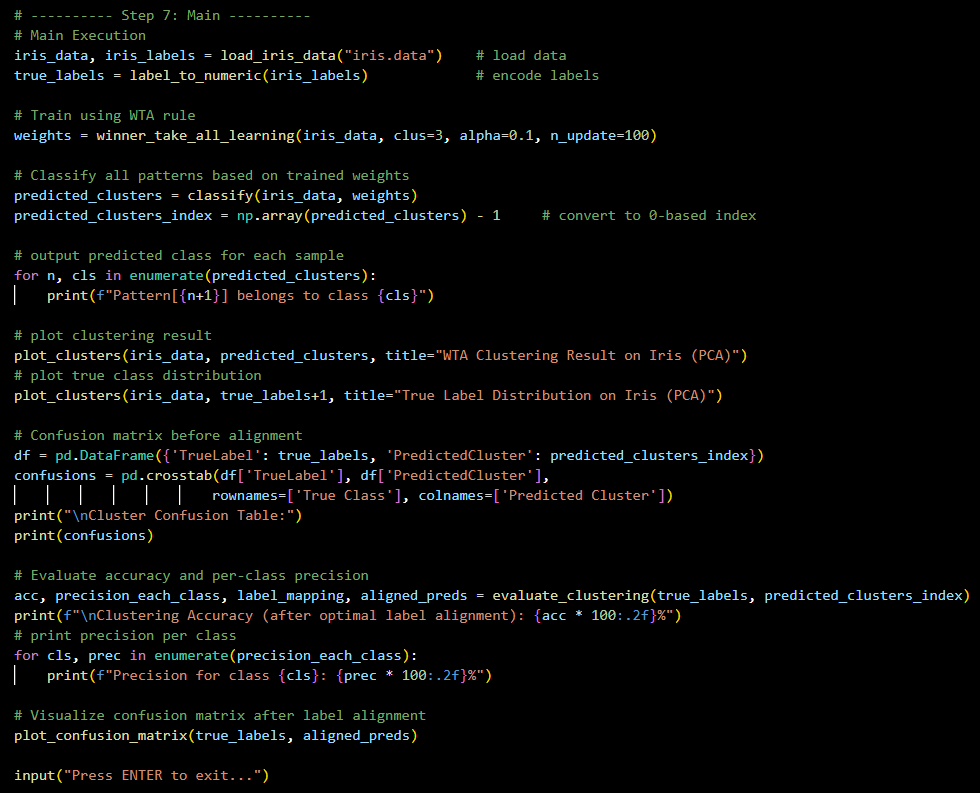 # ---------- Step 7: Main ----------
# Main Execution
iris_data, iris_labels = load_iris_data("iris.data")    # load data
true_labels = label_to_numeric(iris_labels)             # encode labels

# Train using WTA rule
weights = winner_take_all_learning(iris_data, clus=3, alpha=0.1, n_update=100)

# Classify all patterns based on trained weights
predicted_clusters = classify(iris_data, weights)
predicted_clusters_index = np.array(predicted_clusters) - 1     # convert to 0-based index

# output predicted class for each sample
for n, cls in enumerate(predicted_clusters):
    print(f"Pattern[{n+1}] belongs to class {cls}")

# plot clustering result
plot_clusters(iris_data, predicted_clusters, title="WTA Clustering Result on Iris (PCA)")
# plot true class distribution
plot_clusters(iris_data, true_labels+1, title="True Label Distribution on Iris (PCA)")

# Confusion matrix before alignment
df = pd.DataFrame({'TrueLabel': true_labels, 'PredictedCluster': predicted_clusters_index})
confusions = pd.crosstab(df['TrueLabel'], df['PredictedCluster'],
                        rownames=['True Class'], colnames=['Predicted Cluster'])
print("\nCluster Confusion Table:")
print(confusions)

# Evaluate accuracy and per-class precision
acc, precision_each_class, label_mapping, aligned_preds = evaluate_clustering(true_labels, predicted_clusters_index)
print(f"\nClustering Accuracy (after optimal label alignment): {acc * 100:.2f}%")
# print precision per class
for cls, prec in enumerate(precision_each_class):
    print(f"Precision for class {cls}: {prec * 100:.2f}%")

# Visualize confusion matrix after label alignment
plot_confusion_matrix(true_labels, aligned_preds)

input("Press ENTER to exit...")